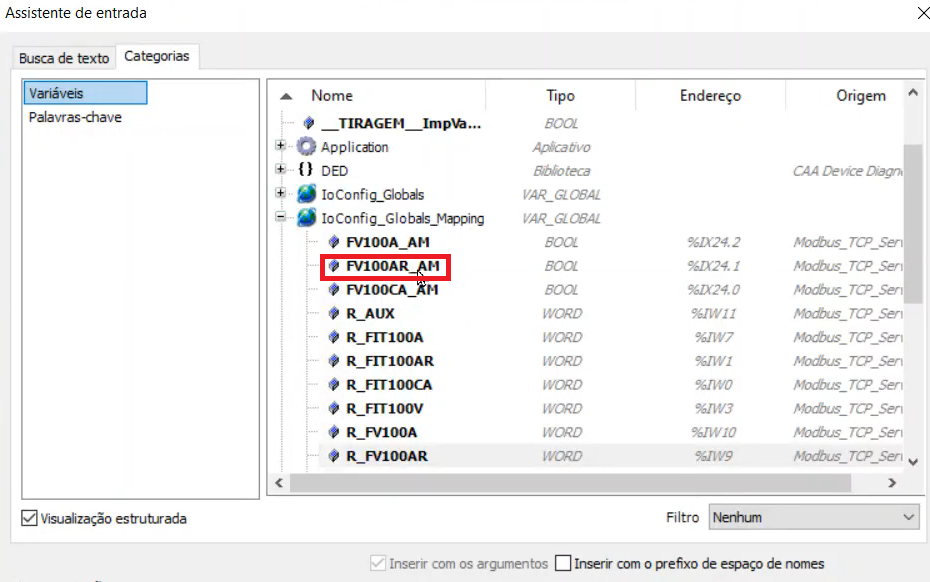 Assistente de entrada
Busca de texto Categorias
Variáveis
Palavras-chave
Nome Tipo Endereço Origem
__TIRAGEM__ImpVa... BOOL
Application Aplicativo
{} DED Biblioteca CAA Device Diagn
IoConfig_Globals VAR_GLOBAL
IoConfig_Globals_Mapping VAR_GLOBAL
FV100A_AM BOOL %IX24.2 Modbus_TCP_Serv
FV100AR_AM BOOL %IX24.1 Modbus_TCP_Serv
FV100CA_AM BOOL %IX24.0 Modbus_TCP_Serv
R_AUX WORD %IW11 Modbus_TCP_Serv
R_FIT100A WORD %IW7 Modbus_TCP_Serv
R_FIT100AR WORD %IW1 Modbus_TCP_Serv
R_FIT100CA WORD %IW0 Modbus_TCP_Serv
R_FIT100V WORD %IW3 Modbus_TCP_Serv
R_FV100A WORD %IW10 Modbus_TCP_Serv
R_FV100AR WORD %IW9 Modbus_TCP_Serv
Visualização estruturada
Filtro Nenhum
Inserir com os argumentos Inserir com o prefixo de espaço de nomes